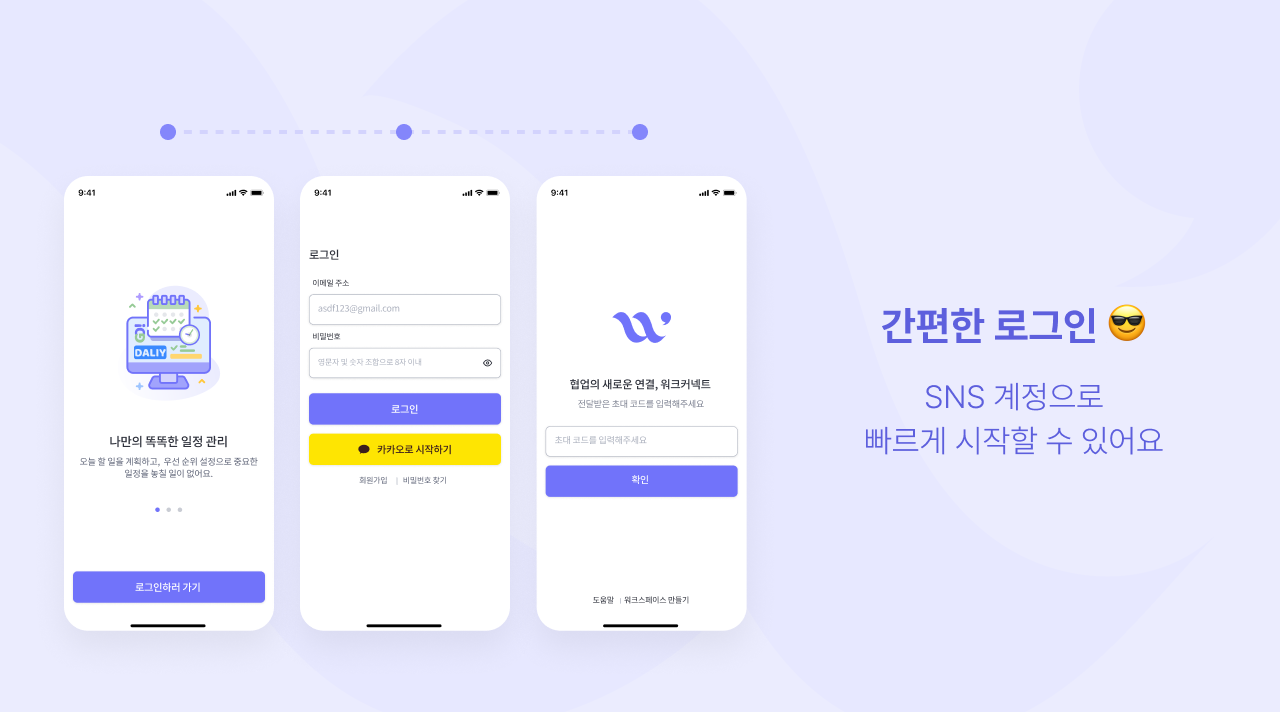 9:41
DALIY
나만의 똑똑한 일정 관리
오늘 할 일을 계획하고, 우선 순위 설정으로 중요한
일정을 놓칠 일이 없어요.
로그인하러 가기
9:41
로그인
이메일 주소
asdf123@gmail.com
비밀번호
영문자 및 숫자 조합으로 8자 이내
로그인
카카오로 시작하기
회원가입 | 비밀번호 찾기
9:41
협업의 새로운 연결, 워크커넥트
전달받은 초대 코드를 입력해주세요
초대 코드를 입력해주세요
확인
도움말 | 워크스페이스 만들기
간편한 로그인 😎
SNS 계정으로
빠르게 시작할 수 있어요